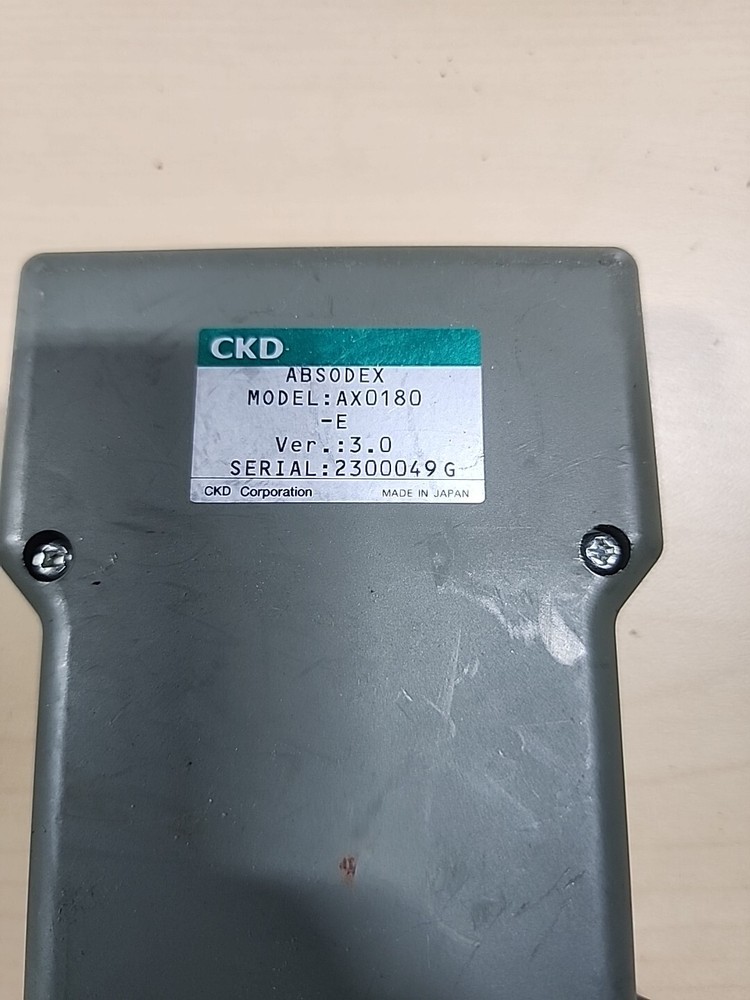 CKD
ABSODEX
MODEL:AX0180
-E
Ver.:3.0
SERIAL:2300049G
CKD Corporation MADE IN JAPAN